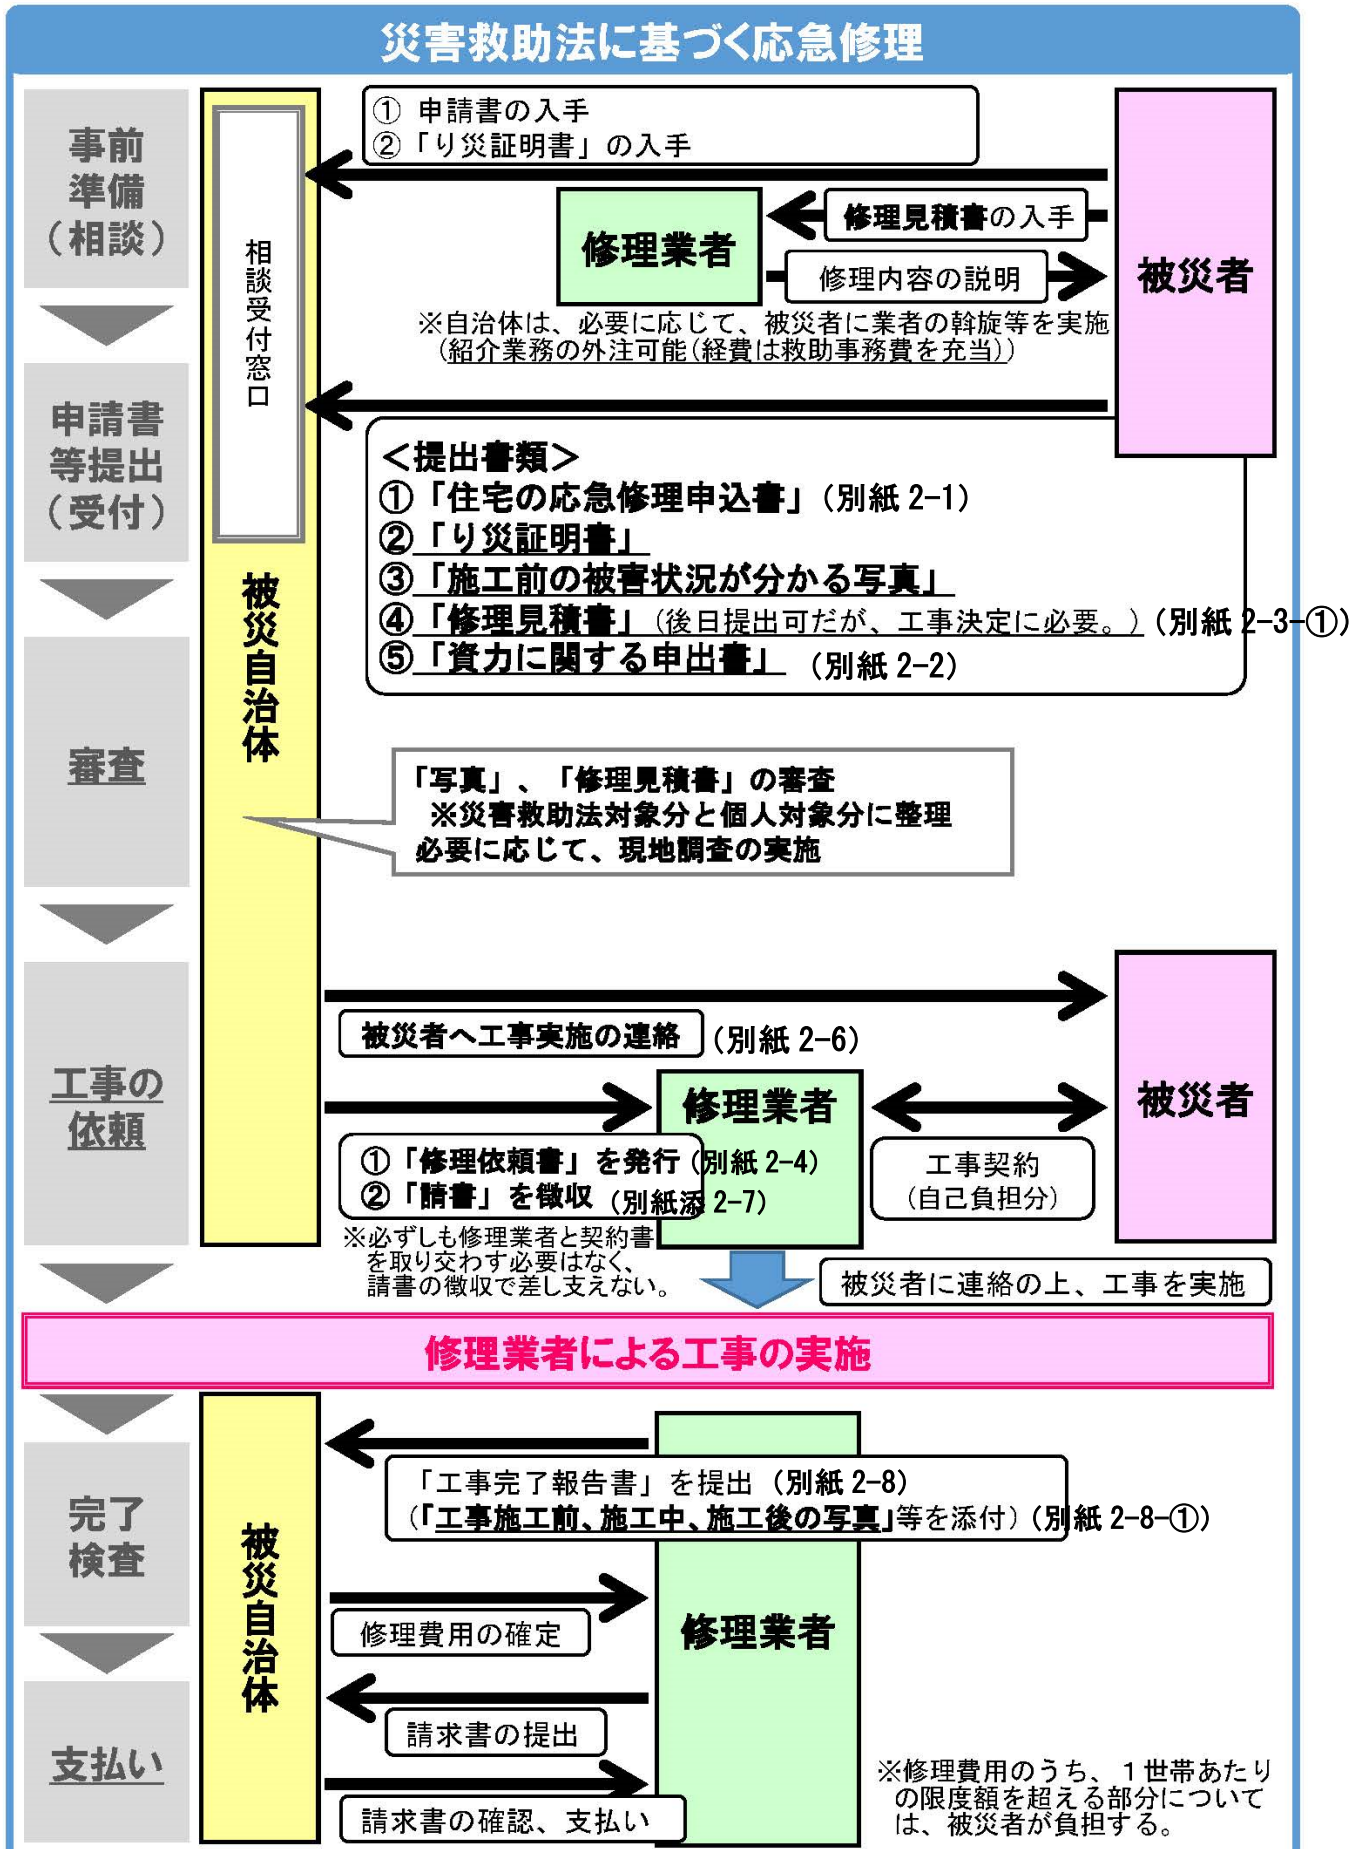 災害救助法に基づく応急修理
事前
準備
（相談）
相談受付窓口
① 申請書の入手
②「り災証明書」の入手
修理業者
修理見積書の入手
修理内容の説明
被災者
※自治体は、必要に応じて、被災者に業者の斡旋等を実施
（紹介業務の外注可能（経費は救助事務費を充当））
申請書
等提出
（受付）
＜提出書類＞
①「住宅の応急修理申込書」（別紙 2-1）
②「り災証明書」
③「施工前の被害状況が分かる写真」
④「修理見積書」（後日提出可だが、工事決定に必要。）（別紙 2-3-①）
⑤「資力に関する申出書」（別紙 2-2）
被災自治体
審査
「写真」、「修理見積書」の審査
※災害救助法対象分と個人対象分に整理
必要に応じて、現地調査の実施
工事の
依頼
被災者へ工事実施の連絡（別紙 2-6）
修理業者
被災者
①「修理依頼書」を発行（別紙 2-4）
②「請書」を徴収（別紙添 2-7）
工事契約
（自己負担分）
※必ずしも修理業者と契約書
を取り交わす必要はなく、
請書の徴収で差し支えない。
被災者に連絡の上、工事を実施
修理業者による工事の実施
完了
検査
被災自治体
「工事完了報告書」を提出（別紙 2-8）
（「工事施工前、施工中、施工後の写真」等を添付）（別紙 2-8-①）
修理費用の確定
修理業者
請求書の提出
支払い
請求書の確認、支払い
※修理費用のうち、１世帯あたり
の限度額を超える部分について
は、被災者が負担する。